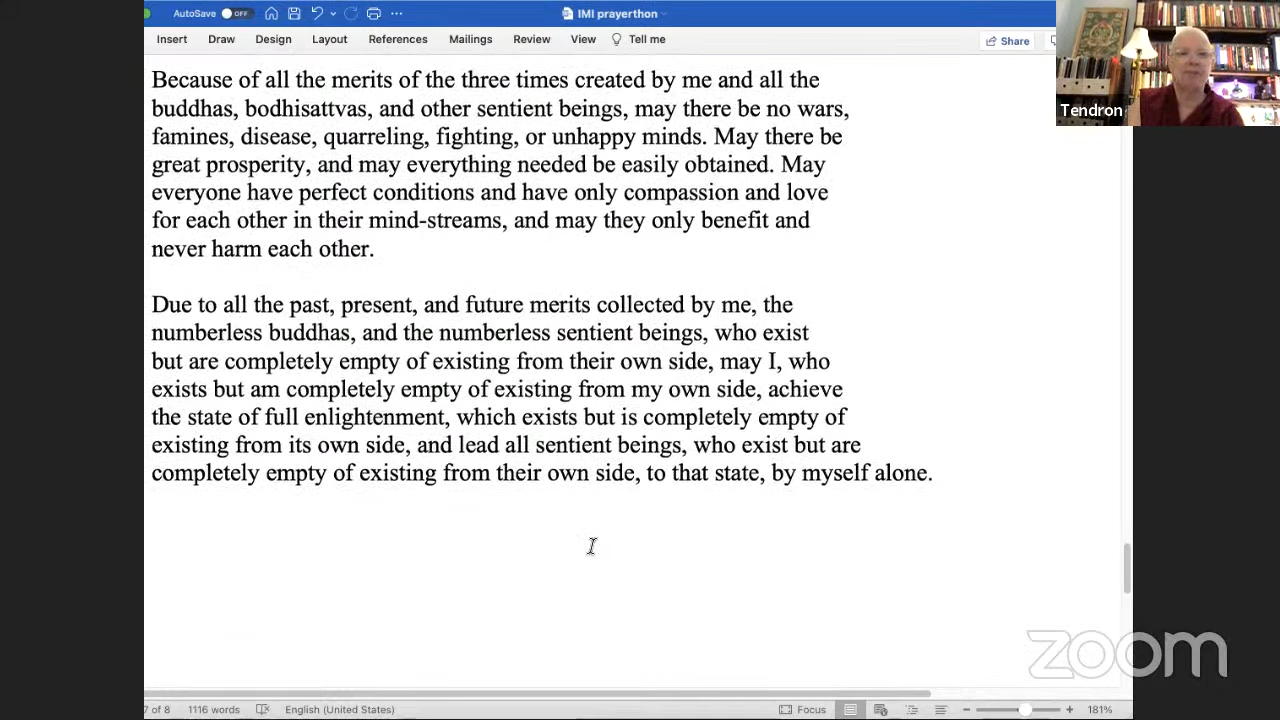 AutoSave OFF
IMI prayerthon
Insert Draw Design Layout References Mailings Review View Tell me
Share
Tendron
Because of all the merits of the three times created by me and all the
buddhas, bodhisattvas, and other sentient beings, may there be no wars,
famines, disease, quarreling, fighting, or unhappy minds. May there be
great prosperity, and may everything needed be easily obtained. May
everyone have perfect conditions and have only compassion and love
for each other in their mind-streams, and may they only benefit and
never harm each other.
Due to all the past, present, and future merits collected by me, the
numberless buddhas, and the numberless sentient beings, who exist
but are completely empty of existing from their own side, may I, who
exists but am completely empty of existing from my own side, achieve
the state of full enlightenment, which exists but is completely empty of
existing from its own side, and lead all sentient beings, who exist but are
completely empty of existing from their own side, to that state, by myself alone.
zoom
7 of 8 1116 words English (United States) Focus 181%